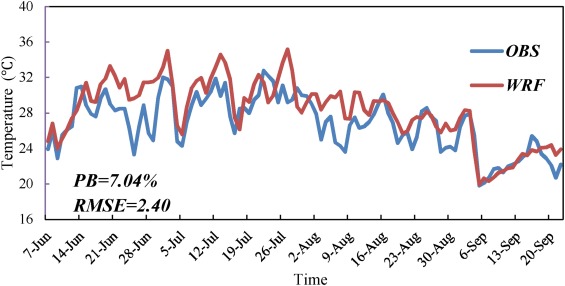 Temperature (℃)
40
36
32
28
24
20
16
OBS
WRF
PB=7.04%
RMSE=2.40
7-Jun
14-Jun
21-Jun
28-Jun
5-Jul
12-Jul
19-Jul
26-Jul
2-Aug
9-Aug
16-Aug
23-Aug
30-Aug
6-Sep
13-Sep
20-Sep
Time